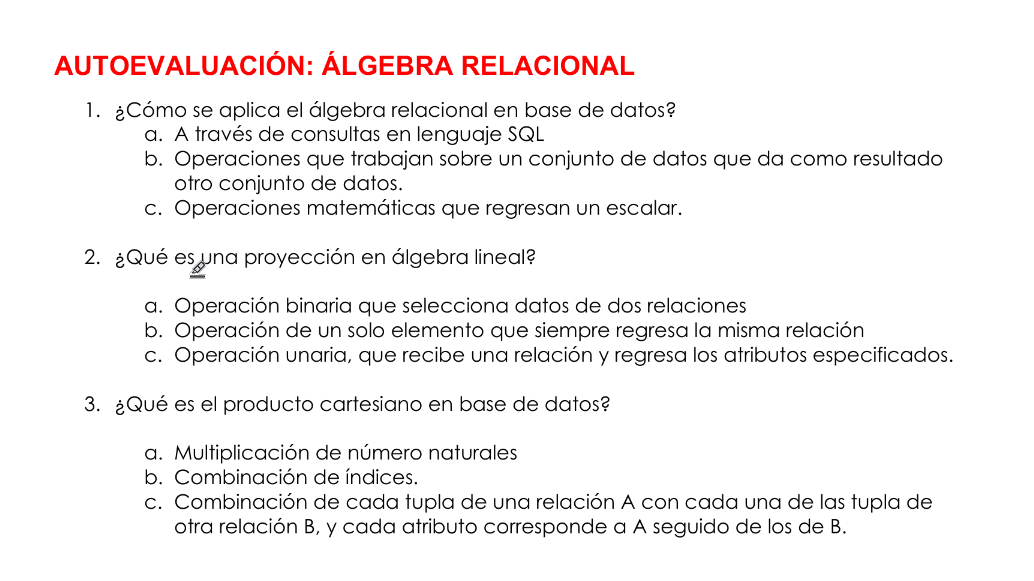 AUTOEVALUACIÓN: ÁLGEBRA RELACIONAL
1. ¿Cómo se aplica el álgebra relacional en base de datos?
a. A través de consultas en lenguaje SQL
b. Operaciones que trabajan sobre un conjunto de datos que da como resultado
otro conjunto de datos.
c. Operaciones matemáticas que regresan un escalar.
2. ¿Qué es una proyección en álgebra lineal?
a. Operación binaria que selecciona datos de dos relaciones
b. Operación de un solo elemento que siempre regresa la misma relación
c. Operación unaria, que recibe una relación y regresa los atributos especificados.
3. ¿Qué es el producto cartesiano en base de datos?
a. Multiplicación de número naturales
b. Combinación de índices.
c. Combinación de cada tupla de una relación A con cada una de las tupla de
otra relación B, y cada atributo corresponde a A seguido de los de B.